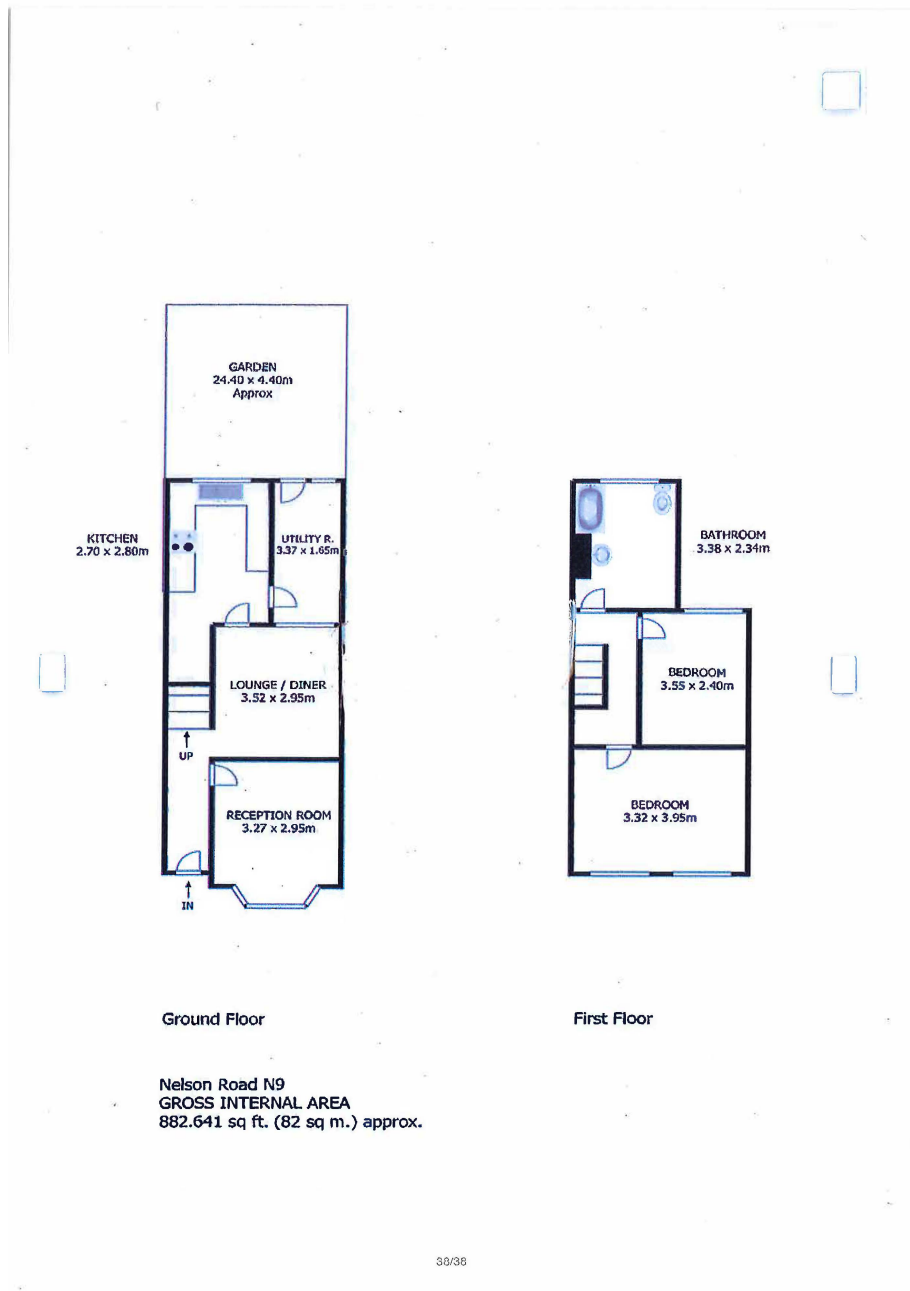 GARDEN
24.40 x 4.40m
Approx
KITCHEN
2.70 x 2.80m
UTILITY R.
3.37 x 1.65m
BATHROOM
3.38 x 2.34m
LOUNGE / DINER
3.52 x 2.95m
BEDROOM
3.55 x 2.40m
UP
RECEPTION ROOM
3.27 x 2.95m
BEDROOM
3.32 x 3.95m
IN
Ground Floor
First Floor
Nelson Road N9
GROSS INTERNAL AREA
882.641 sq ft. (82 sq m.) approx.
38/38